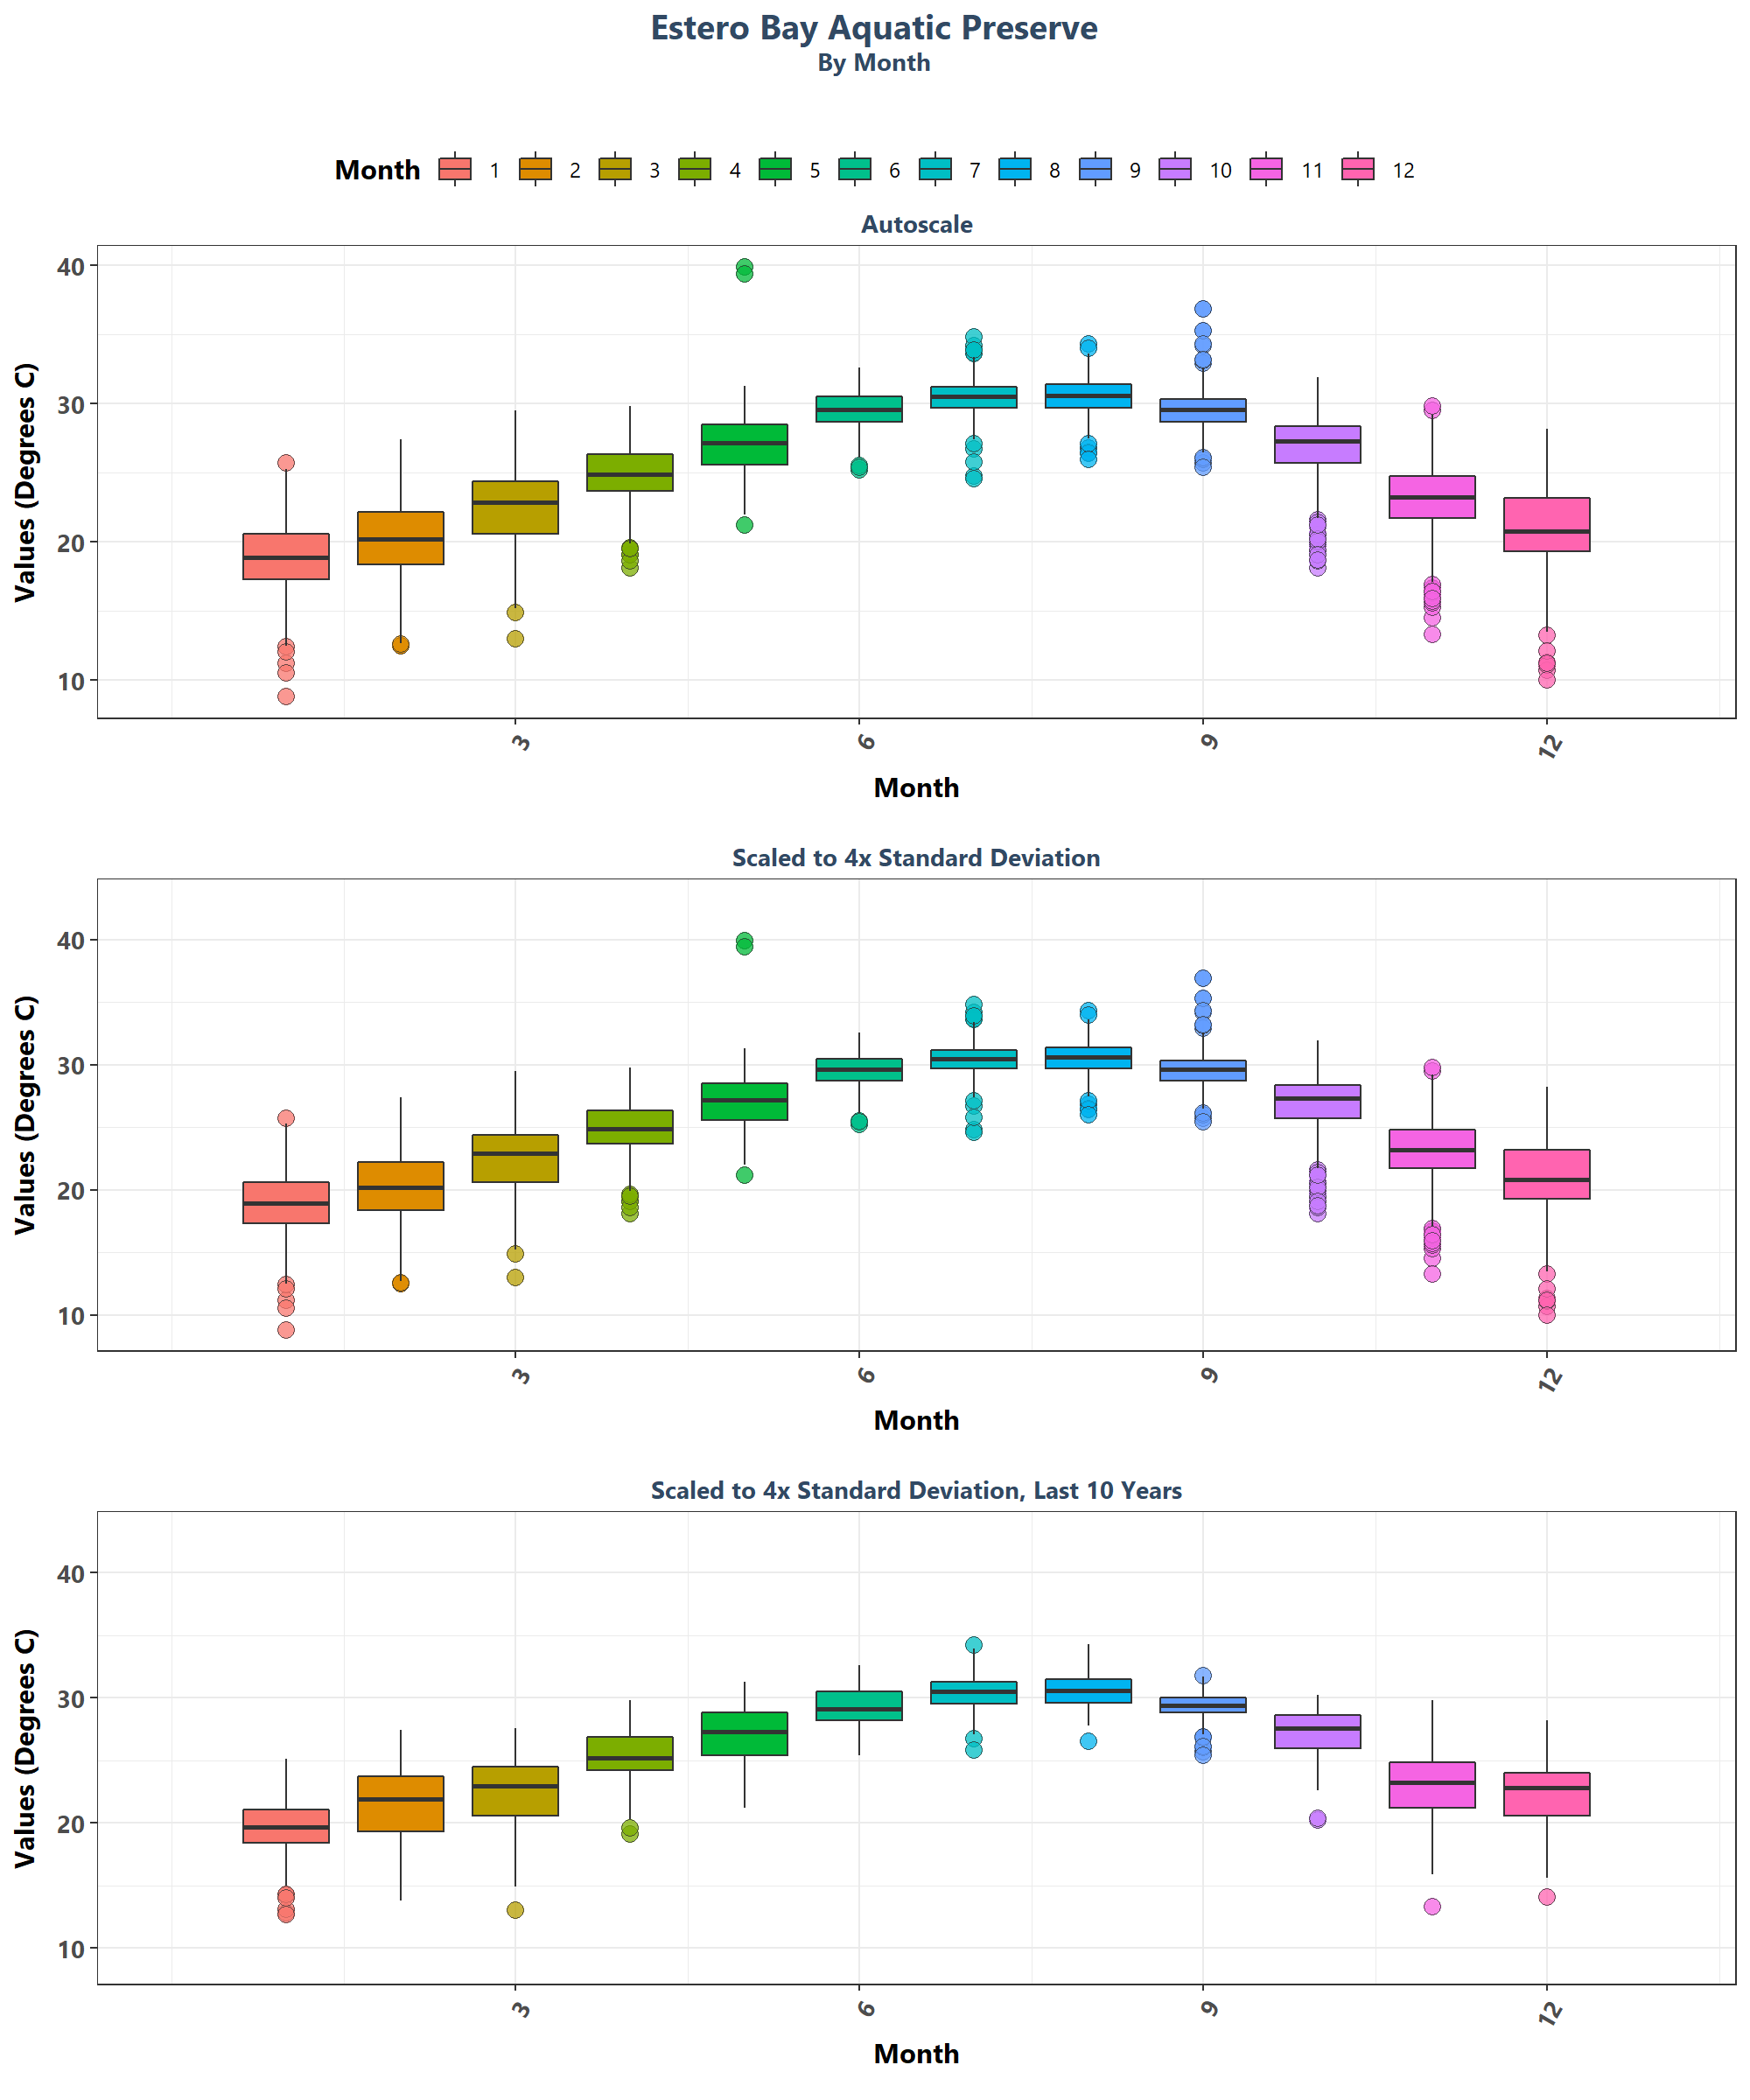 Estero Bay Aquatic Preserve
By Month
Month 1 2 3 4 5 6 7 8 9 10 11 12
Autoscale
Values (Degrees C)
40
30
20
10
3 6 9 12
Month
Scaled to 4x Standard Deviation
Values (Degrees C)
40
30
20
10
3 6 9 12
Month
Scaled to 4x Standard Deviation, Last 10 Years
Values (Degrees C)
40
30
20
10
3 6 9 12
Month